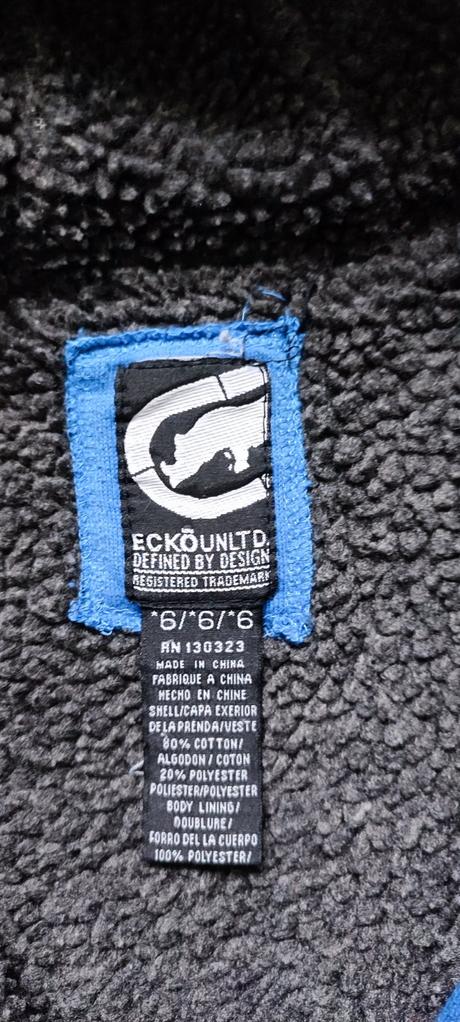 ECKŌUNLTD.
DEFINED BY DESIGN
REGISTERED TRADEMARK
*6/*6/*6
RN 130323
MADE IN CHINA
FABRIQUE A CHINA
HECHO EN CHINE
SHELL/CAPA EXERIOR
DE LA PRENDA/VESTE
80% COTTON/
ALGODON / COTON
20% POLYESTER
POLIESTER/POLYESTER
BODY LINING/
DOUBLURE/
FORRO DEL LA CUERPO
100% POLYESTER/